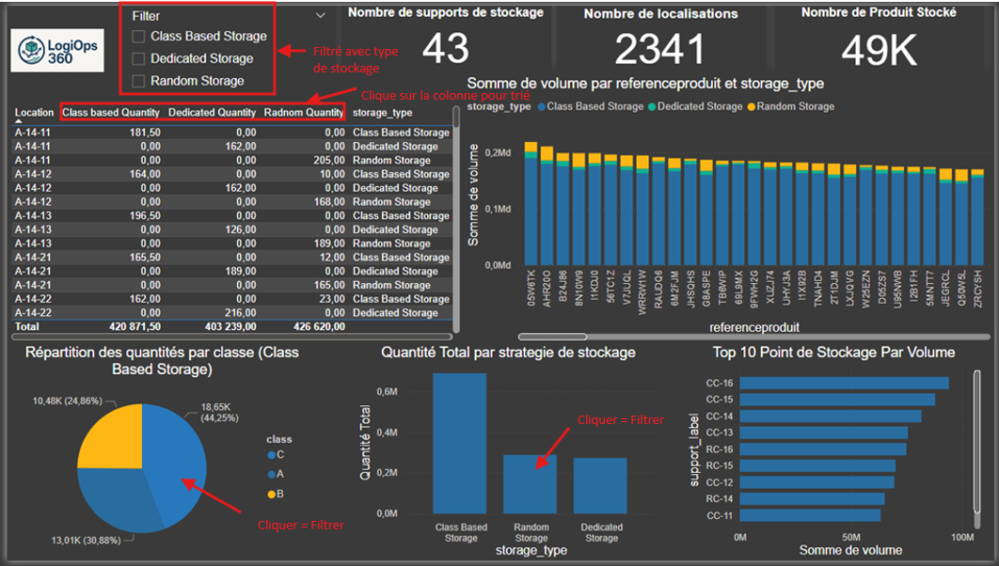 LogiOps
360
Filter
Class Based Storage
Dedicated Storage
Random Storage
Filtré avec type
de stockage
Clique sur la colonne pour trié
Nombre de supports de stockage
43
Nombre de localisations
2341
Nombre de Produit Stocké
49K
Location Class based Quantity Dedicated Quantity Radnom Quantity storage_type
A-14-11 181,50 0,00 0,00 Class Based Storage
A-14-11 0,00 162,00 0,00 Dedicated Storage
A-14-11 0,00 0,00 205,00 Random Storage
A-14-12 164,00 0,00 10,00 Class Based Storage
A-14-12 0,00 162,00 0,00 Dedicated Storage
A-14-12 0,00 0,00 168,00 Random Storage
A-14-13 196,50 0,00 0,00 Class Based Storage
A-14-13 0,00 126,00 0,00 Dedicated Storage
A-14-13 0,00 0,00 189,00 Random Storage
A-14-21 165,50 0,00 12,00 Class Based Storage
A-14-21 0,00 189,00 0,00 Dedicated Storage
A-14-21 0,00 0,00 165,00 Random Storage
A-14-22 162,00 0,00 23,00 Class Based Storage
A-14-22 0,00 216,00 0,00 Dedicated Storage
Total 420 871,50 403 239,00 426 620,00
Somme de volume par referenceproduit et storage_type
storage_type Class Based Storage Dedicated Storage Random Storage
Somme de volume
0,2Md
0,1Md
0,0Md
05W6TK
AHR20O
B24J86
8N10W9
I1KDJ0
56TC1Z
V7JUQL
WRRW1W
RAJDQ6
6M2FJM
JHSQHS
G8ASPE
TB6WIP
69L9MX
9FWH2G
XUZJ74
UHYJ3A
I1X92B
TNAHD4
2T1DJM
LXJQVG
W25EZN
D05ZS7
U95NWB
I2B1FH
5MNTT7
JEGRCL
Q50W5L
ZRCYSH
referenceproduit
Répartition des quantités par classe (Class
Based Storage)
10,48K (24,86%)
18,65K
(44,25%)
13,01K (30,88%)
class
C
A
B
Cliquer = Filtrer
Quantité Total par strategie de stockage
Quantité Total
0,6M
0,4M
0,2M
0,0M
Cliquer = Filtrer
Class Based
Storage
Random
Storage
Dedicated
Storage
storage_type
Top 10 Point de Stockage Par Volume
support_label
CC-16
CC-15
CC-14
CC-13
RC-16
RC-15
CC-12
RC-14
CC-11
0M
50M
100M
Somme de volume